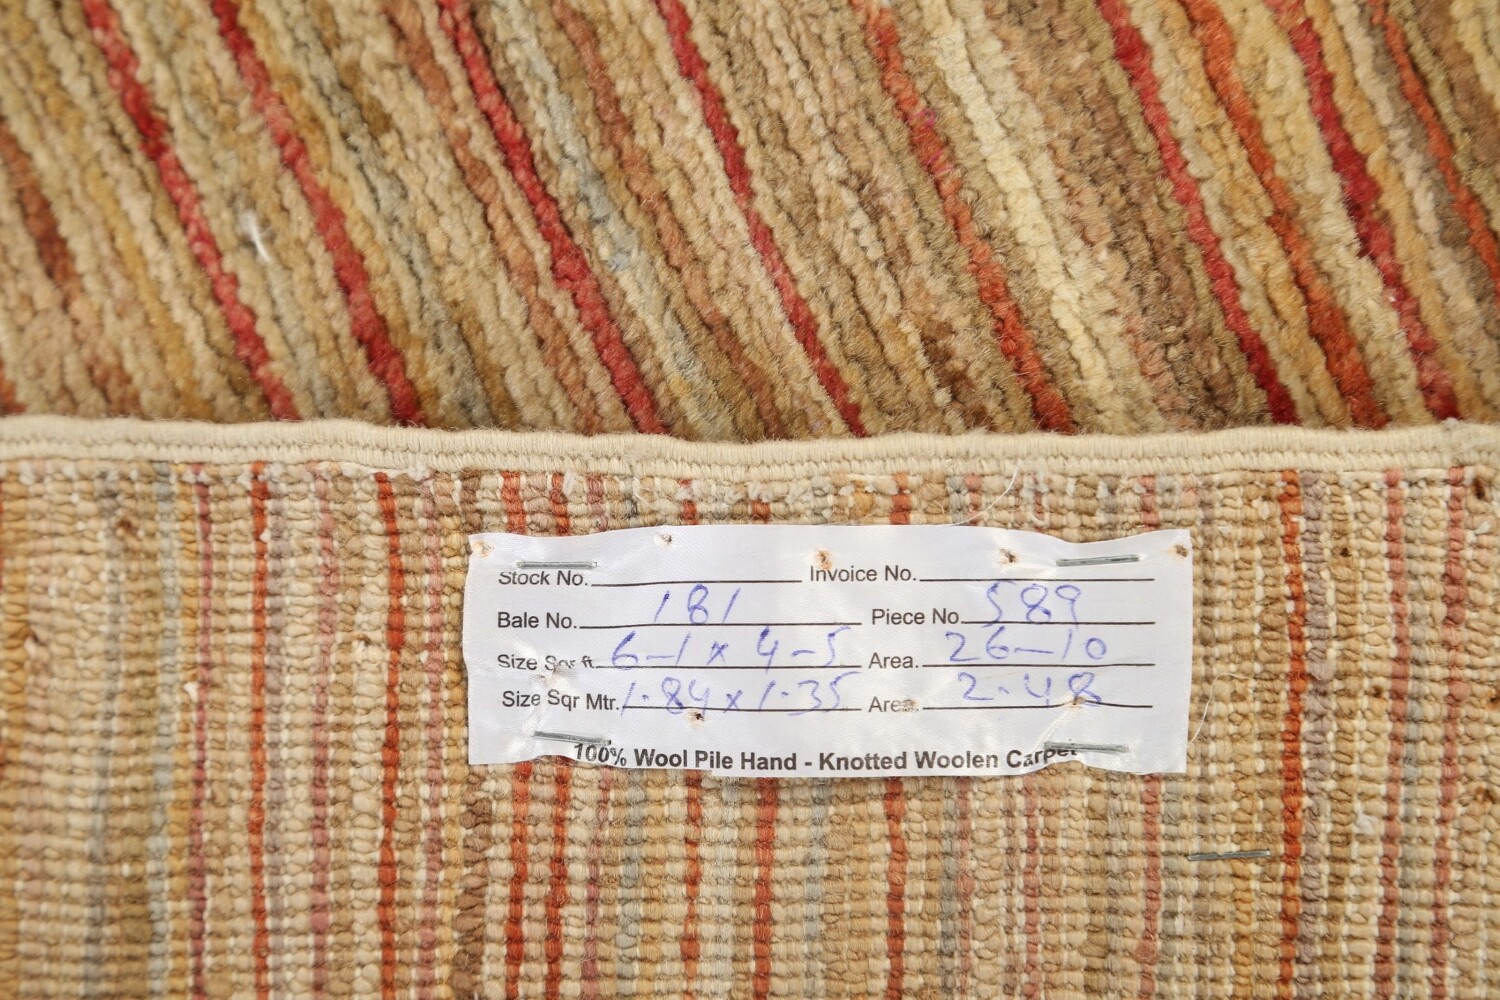 Stock No. Invoice No.
Bale No. 181 Piece No. 589
Size Sqr ft. 6-1 x 4-5 Area. 26-10
Size Sqr Mtr. 1.84 x 1.35 Area. 2.48
100% Wool Pile Hand - Knotted Woolen Carpet